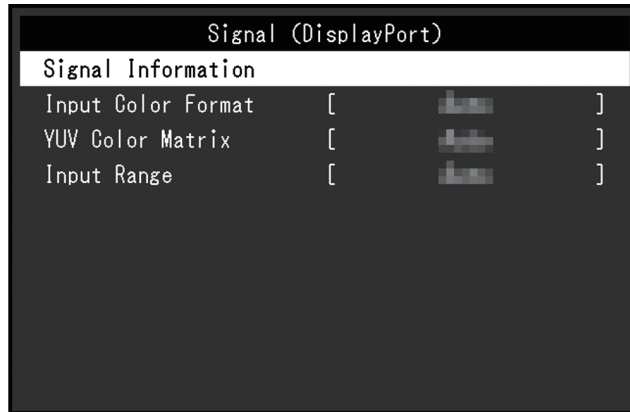 Signal (DisplayPort)
Signal Information
Input Color Format [ ]
YUV Color Matrix [ ]
Input Range [ ]